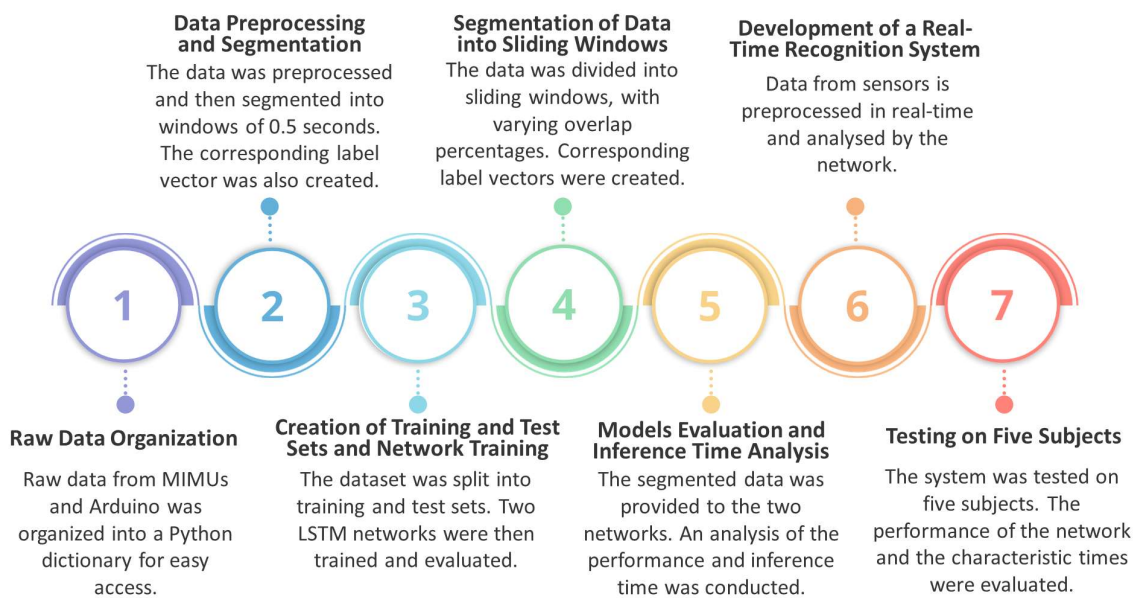 Data Preprocessing
and Segmentation
The data was preprocessed
and then segmented into
windows of 0.5 seconds.
The corresponding label
vector was also created.
Segmentation of Data
into Sliding Windows
The data was divided into
sliding windows, with
varying overlap
percentages. Corresponding
label vectors were created.
Development of a Real-
Time Recognition System
Data from sensors is
preprocessed in real-time
and analysed by the
network.
1
2
3
4
5
6
7
Raw Data Organization
Raw data from MIMUs
and Arduino was
organized into a Python
dictionary for easy
access.
Creation of Training and Test
Sets and Network Training
The dataset was split into
training and test sets. Two
LSTM networks were then
trained and evaluated.
Models Evaluation and
Inference Time Analysis
The segmented data was
provided to the two
networks. An analysis of the
performance and inference
time was conducted.
Testing on Five Subjects
The system was tested on
five subjects. The
performance of the network
and the characteristic times
were evaluated.